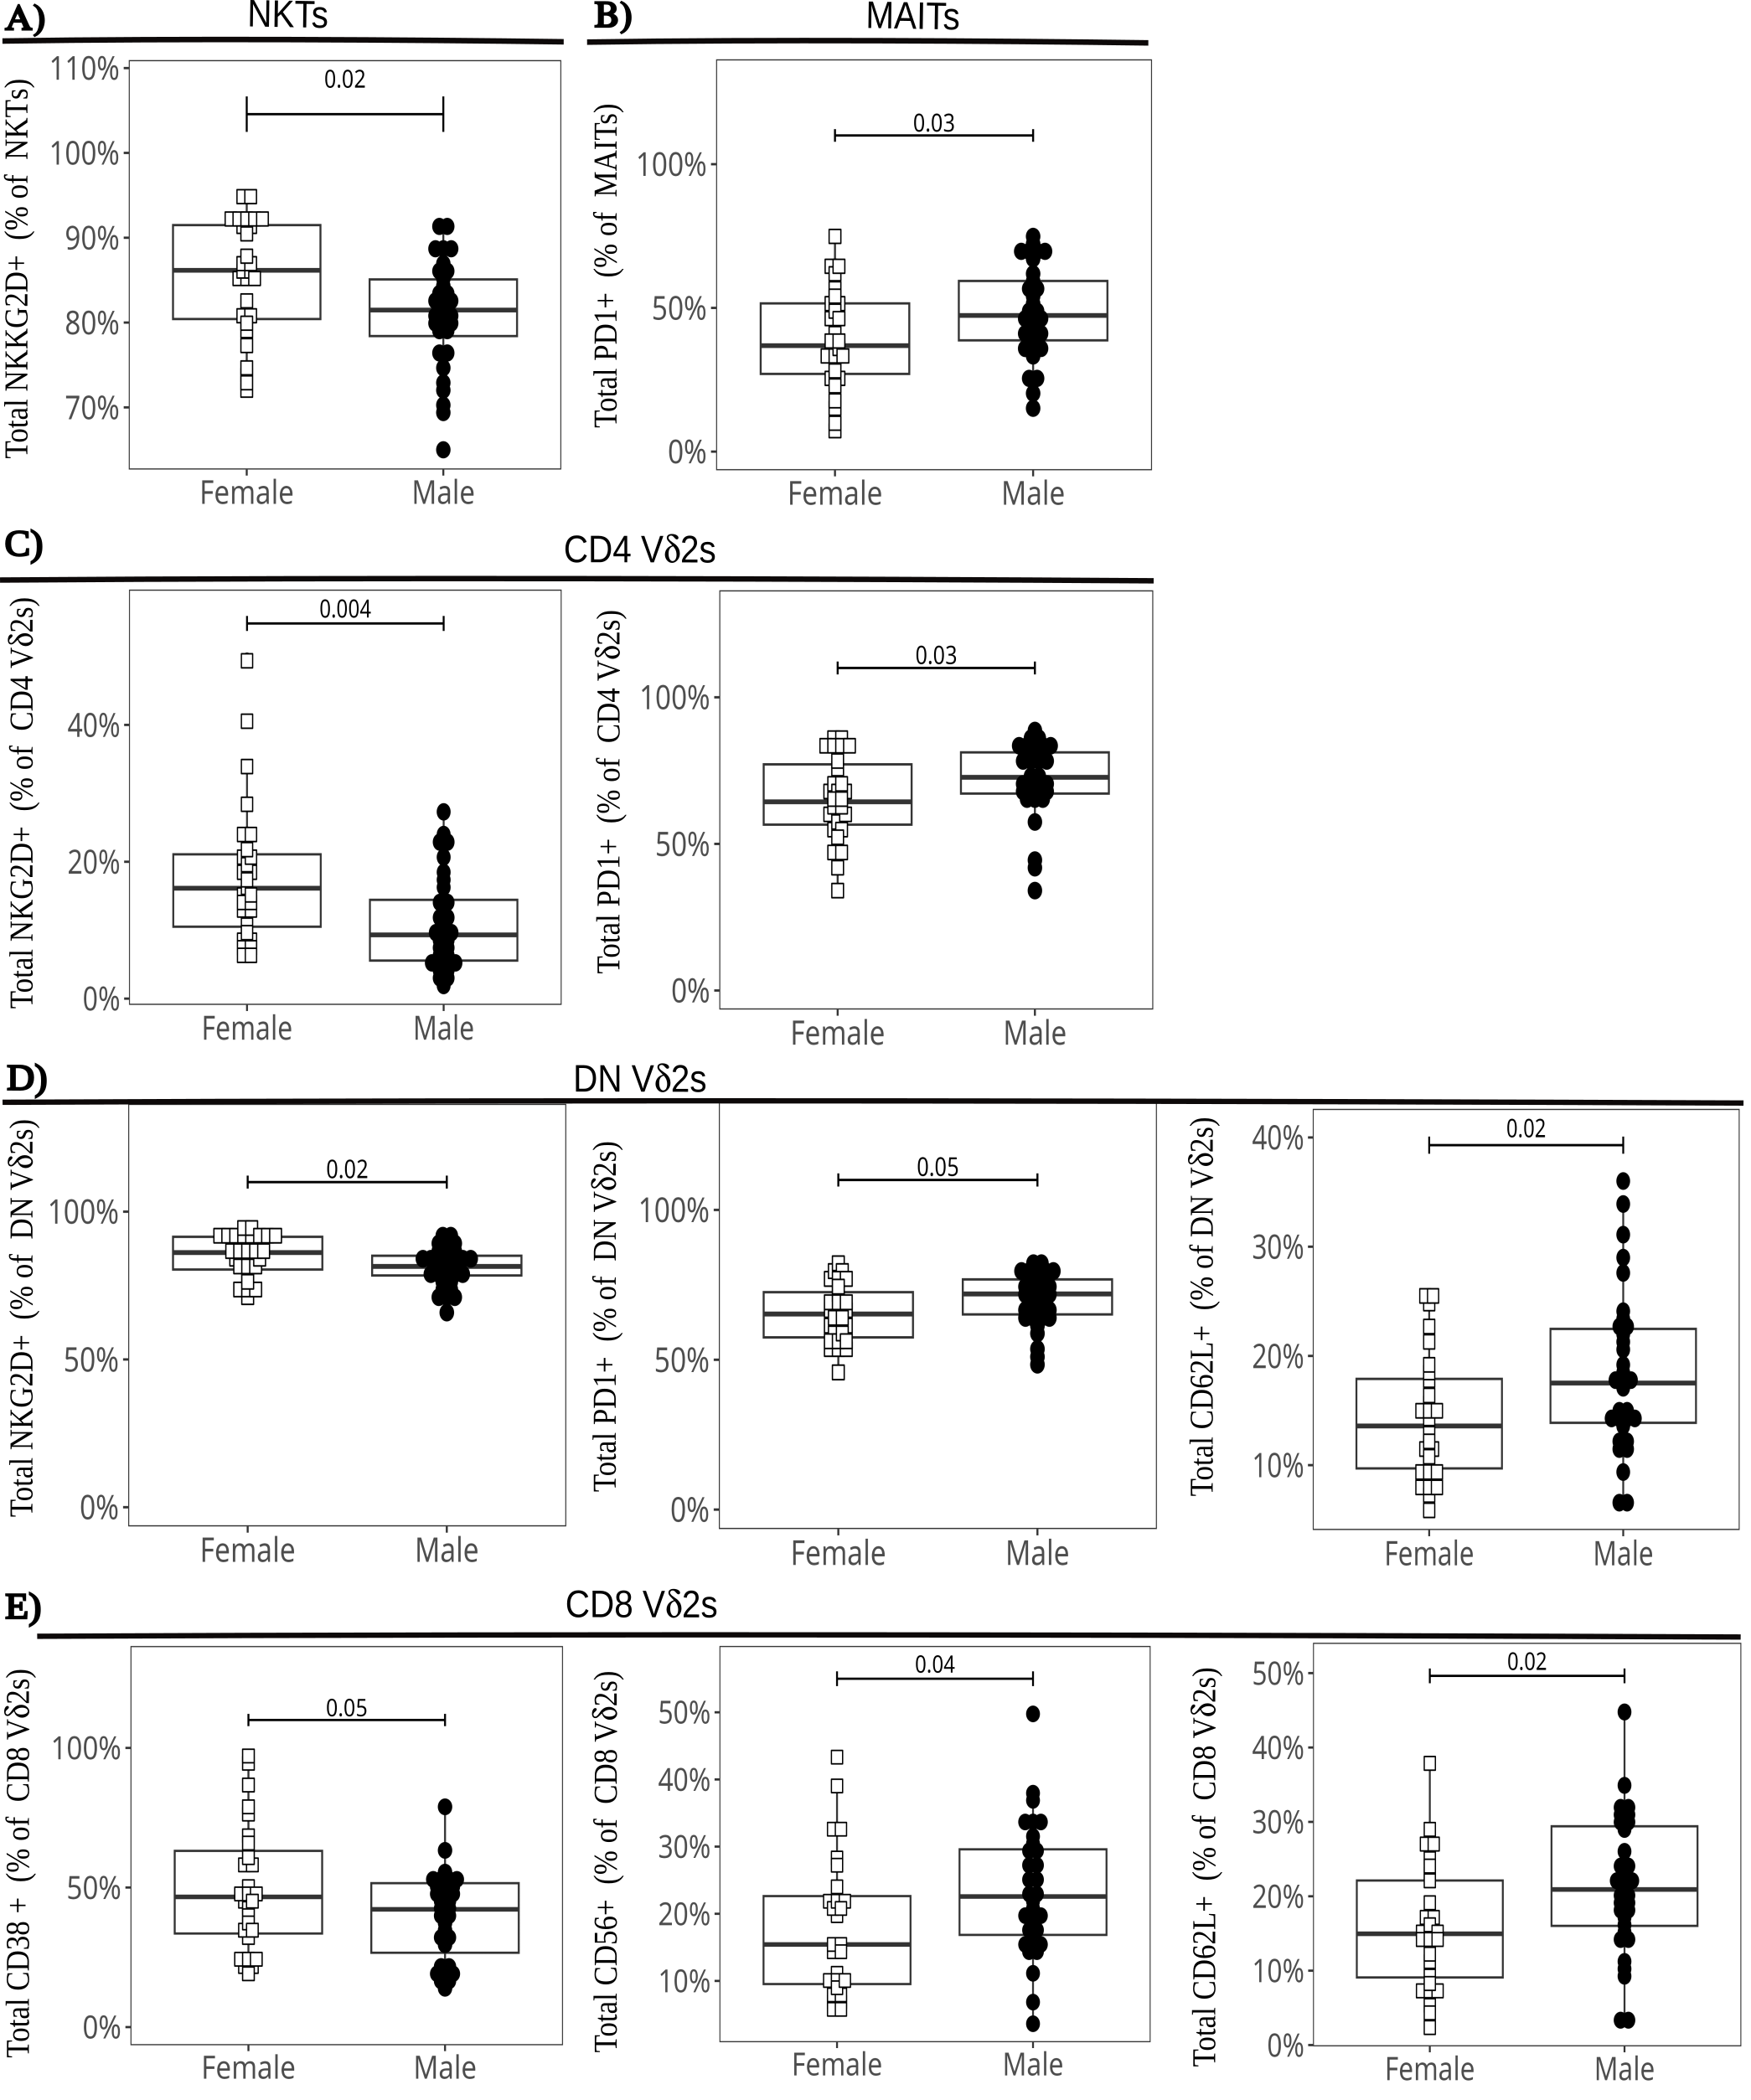 A) NKTs
B) MAITs
Total NKKG2D+ (% of NKTs)
110%
100%
90%
80%
70%
0.02
Female Male
Total PD1+ (% of MAITs)
100%
50%
0%
0.03
Female Male
C) CD4 Vδ2s
Total NKG2D+ (% of CD4 Vδ2s)
40%
20%
0%
0.004
Female Male
Total PD1+ (% of CD4 Vδ2s)
100%
50%
0%
0.03
Female Male
D) DN Vδ2s
Total NKG2D+ (% of DN Vδ2s)
100%
50%
0%
0.02
Female Male
Total PD1+ (% of DN Vδ2s)
100%
50%
0%
0.05
Female Male
Total CD62L+ (% of DN Vδ2s)
40%
30%
20%
10%
0.02
Female Male
E) CD8 Vδ2s
Total CD38 + (% of CD8 Vδ2s)
100%
50%
0%
0.05
Female Male
Total CD56+ (% of CD8 Vδ2s)
50%
40%
30%
20%
10%
0.04
Female Male
Total CD62L+ (% of CD8 Vδ2s)
50%
40%
30%
20%
10%
0%
0.02
Female Male